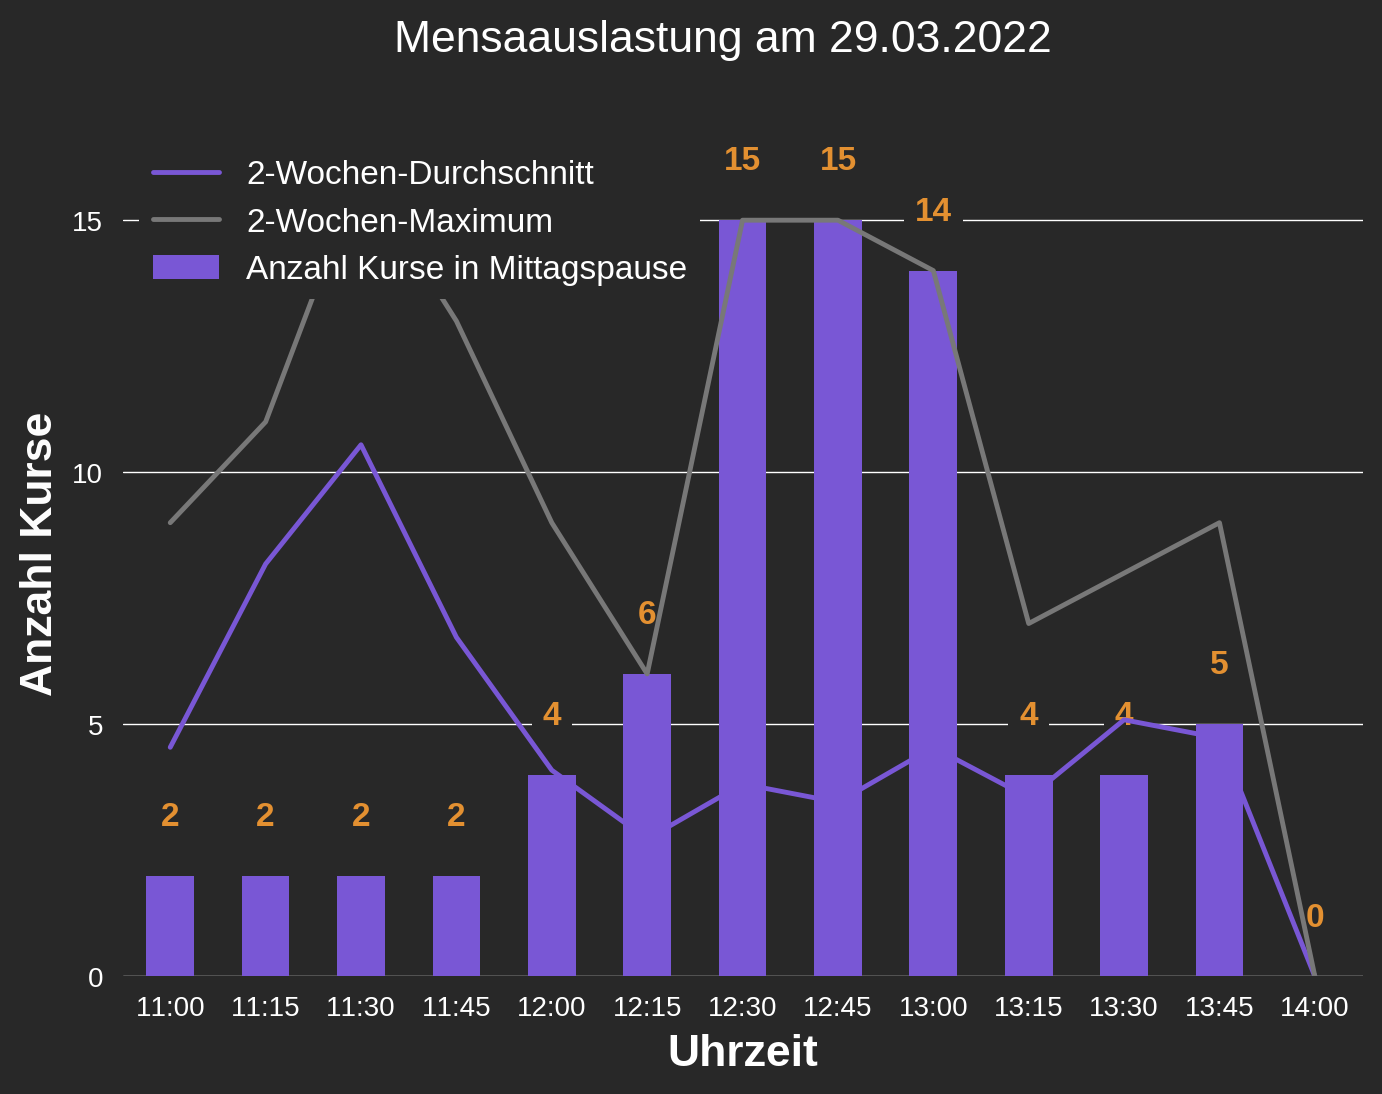 Mensaauslastung am 29.03.2022
2-Wochen-Durchschnitt
2-Wochen-Maximum
Anzahl Kurse in Mittagspause
15 15
14
6
5
4 4 4
2 2 2 2
0
15
10
5
0
Anzahl Kurse
11:00 11:15 11:30 11:45 12:00 12:15 12:30 12:45 13:00 13:15 13:30 13:45 14:00
Uhrzeit